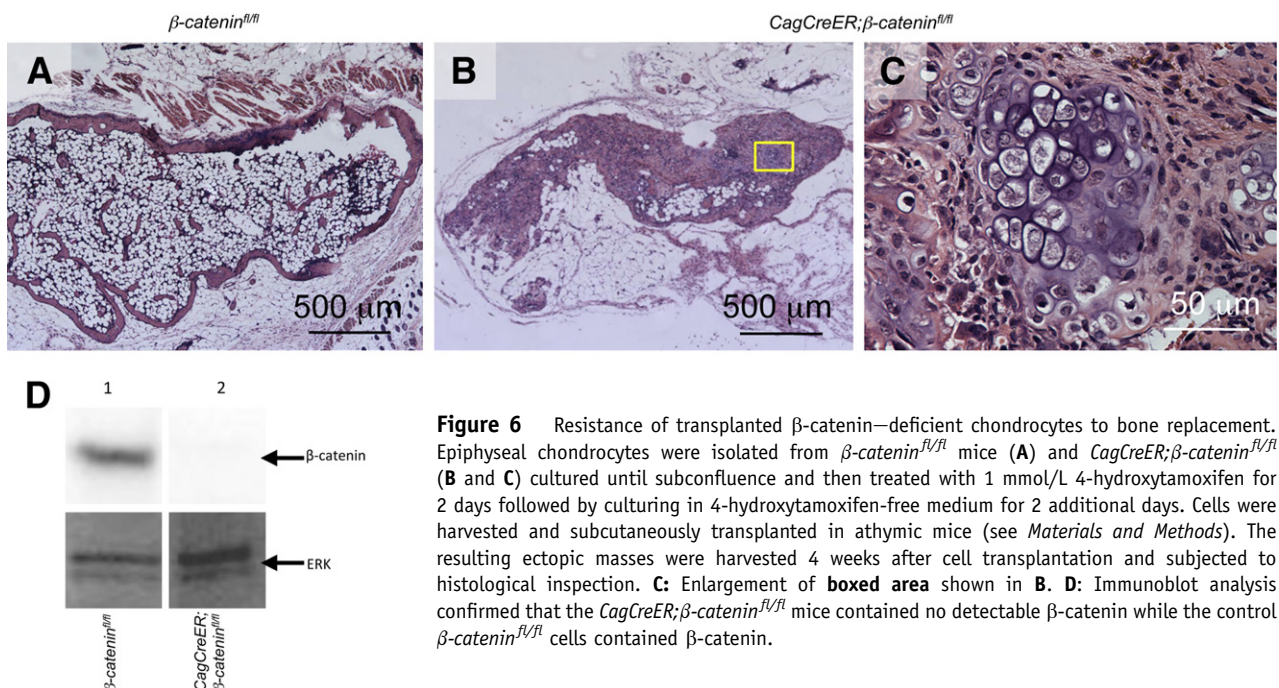 β-catenin^fl/fl
CagCreER;β-catenin^fl/fl
A
B
C
500 µm
500 µm
50 µm
D
1
2
β-catenin
ERK
β-catenin^fl/fl
CagCreER;
β-catenin^fl/fl
Figure 6 Resistance of transplanted β-catenin–deficient chondrocytes to bone replacement.
Epiphyseal chondrocytes were isolated from β-catenin^fl/fl mice (A) and CagCreER;β-catenin^fl/fl
(B and C) cultured until subconfluence and then treated with 1 mmol/L 4-hydroxytamoxifen for
2 days followed by culturing in 4-hydroxytamoxifen-free medium for 2 additional days. Cells were
harvested and subcutaneously transplanted in athymic mice (see Materials and Methods). The
resulting ectopic masses were harvested 4 weeks after cell transplantation and subjected to
histological inspection. C: Enlargement of boxed area shown in B. D: Immunoblot analysis
confirmed that the CagCreER;β-catenin^fl/fl mice contained no detectable β-catenin while the control
β-catenin^fl/fl cells contained β-catenin.